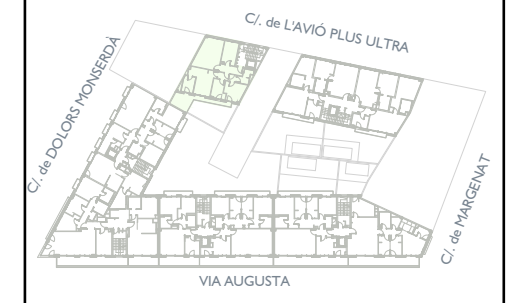 C/. de L'AVIÓ PLUS ULTRA
C/. de DOLORS MONSERDÀ
C/. de MARGENAT
VIA AUGUSTA